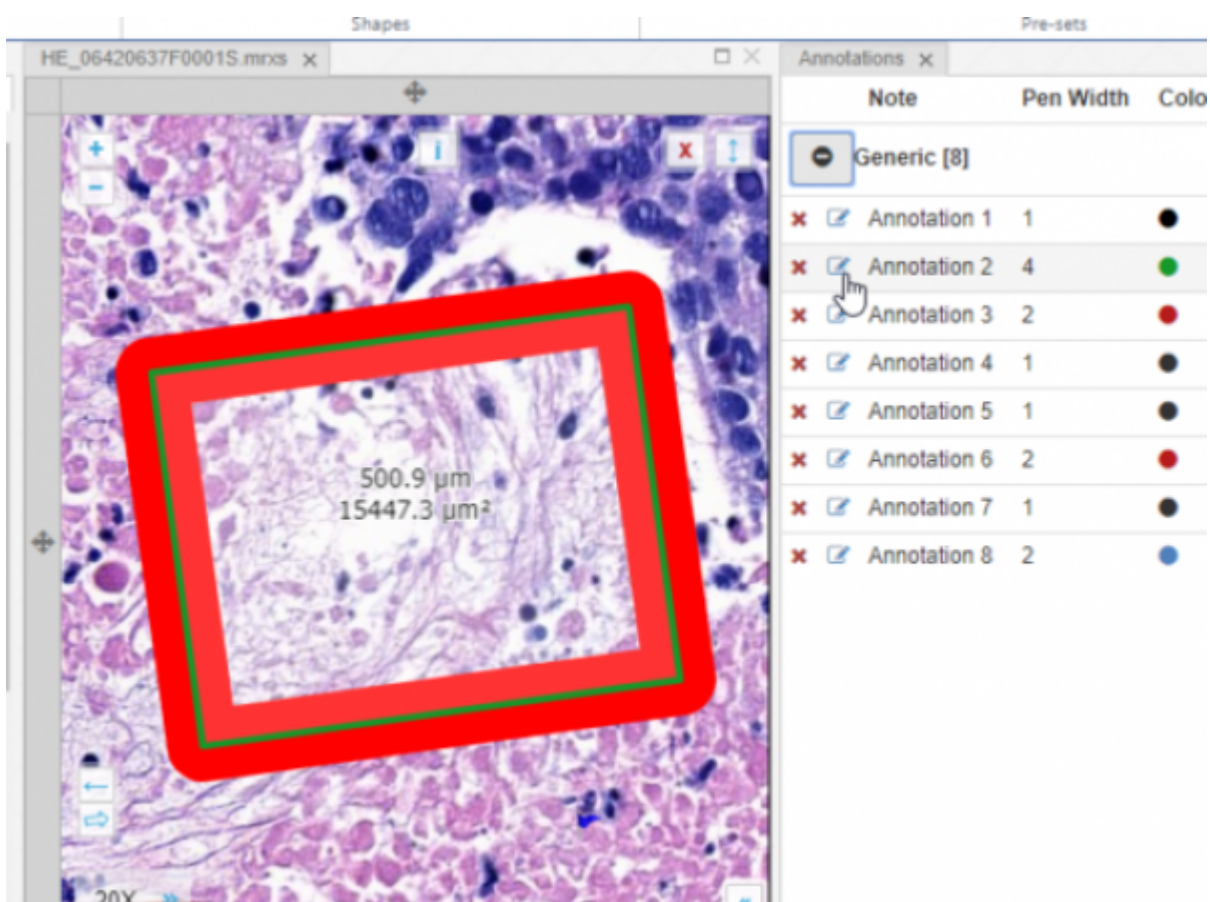 Shapes
Pre-sets
HE_06420637F0001S.mrxs
Annotations
Note Pen Width Colo
Generic [8]
Annotation 1 1
Annotation 2 4
Annotation 3 2
Annotation 4 1
Annotation 5 1
Annotation 6 2
Annotation 7 1
Annotation 8 2
500.9 µm
15447.3 µm²
20X